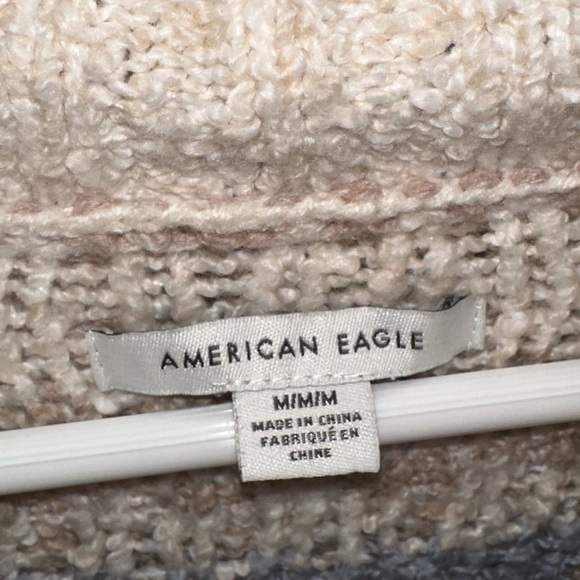 AMERICAN EAGLE
M/M/M
MADE IN CHINA
FABRIQUÉ EN
CHINE